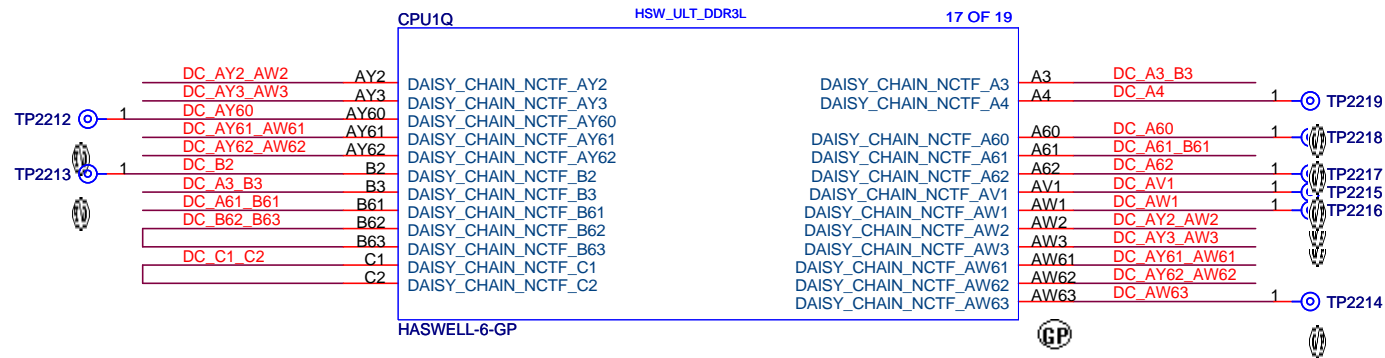 CPU1Q HSW_ULT_DDR3L 17 OF 19
DC_AY2_AW2 AY2 DAISY_CHAIN_NCTF_AY2
DC_AY3_AW3 AY3 DAISY_CHAIN_NCTF_AY3
TP2212 1 DC_AY60 AY60 DAISY_CHAIN_NCTF_AY60
DC_AY61_AW61 AY61 DAISY_CHAIN_NCTF_AY61
DC_AY62_AW62 AY62 DAISY_CHAIN_NCTF_AY62
TP2213 1 DC_B2 B2 DAISY_CHAIN_NCTF_B2
DC_A3_B3 B3 DAISY_CHAIN_NCTF_B3
DC_A61_B61 B61 DAISY_CHAIN_NCTF_B61
DC_B62_B63 B62 DAISY_CHAIN_NCTF_B62
B63 DAISY_CHAIN_NCTF_B63
DC_C1_C2 C1 DAISY_CHAIN_NCTF_C1
C2 DAISY_CHAIN_NCTF_C2
DAISY_CHAIN_NCTF_A3 A3 DC_A3_B3
DAISY_CHAIN_NCTF_A4 A4 DC_A4 1 TP2219
DAISY_CHAIN_NCTF_A60 A60 DC_A60 1 TP2218
DAISY_CHAIN_NCTF_A61 A61 DC_A61_B61
DAISY_CHAIN_NCTF_A62 A62 DC_A62 1 TP2217
DAISY_CHAIN_NCTF_AV1 AV1 DC_AV1 1 TP2215
DAISY_CHAIN_NCTF_AW1 AW1 DC_AW1 1 TP2216
DAISY_CHAIN_NCTF_AW2 AW2 DC_AY2_AW2
DAISY_CHAIN_NCTF_AW3 AW3 DC_AY3_AW3
DAISY_CHAIN_NCTF_AW61 AW61 DC_AY61_AW61
DAISY_CHAIN_NCTF_AW62 AW62 DC_AY62_AW62
DAISY_CHAIN_NCTF_AW63 AW63 DC_AW63 1 TP2214
HASWELL-6-GP
GP